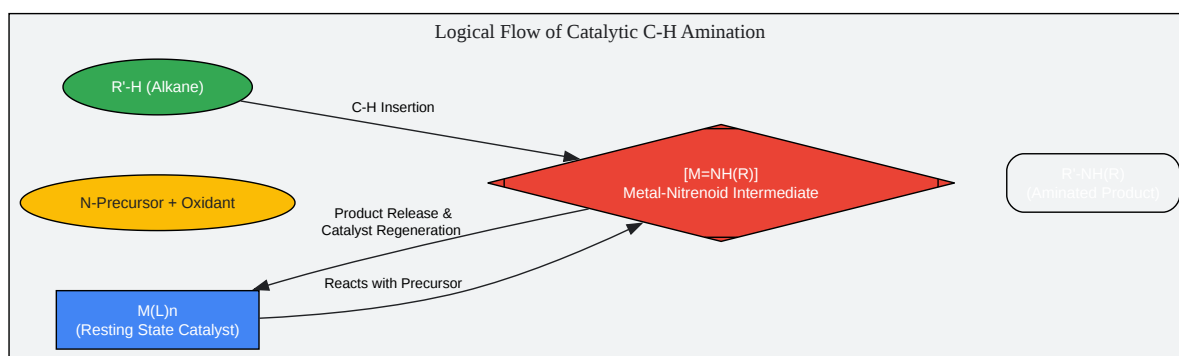 Logical Flow of Catalytic C-H Amination
R'-H (Alkane)
C-H Insertion
[M=NH(R)]
Metal-Nitrenoid Intermediate
R'-NH(R)
(Aminated Product)
N-Precursor + Oxidant
Product Release &
Catalyst Regeneration
Reacts with Precursor
M(L)n
(Resting State Catalyst)